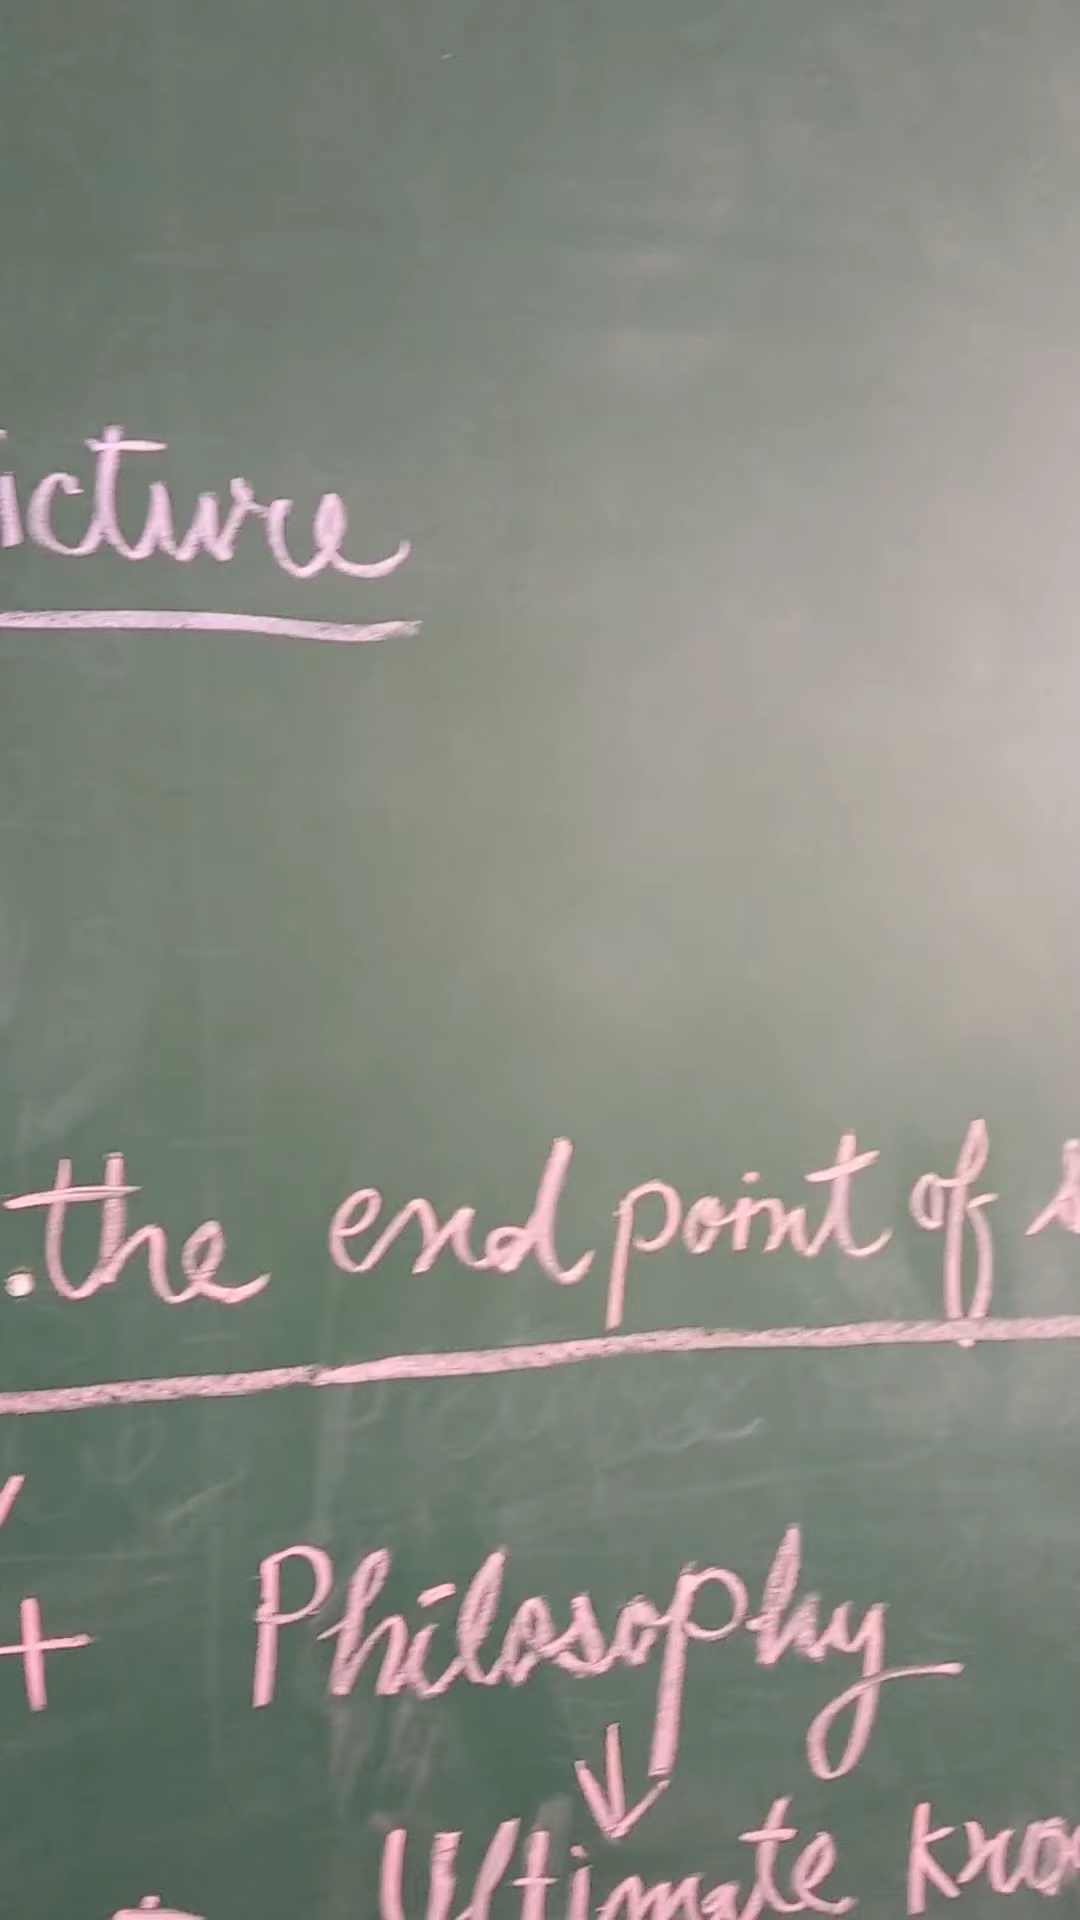 icture
. the end point of
+ Philosophy
↓
Ultimate